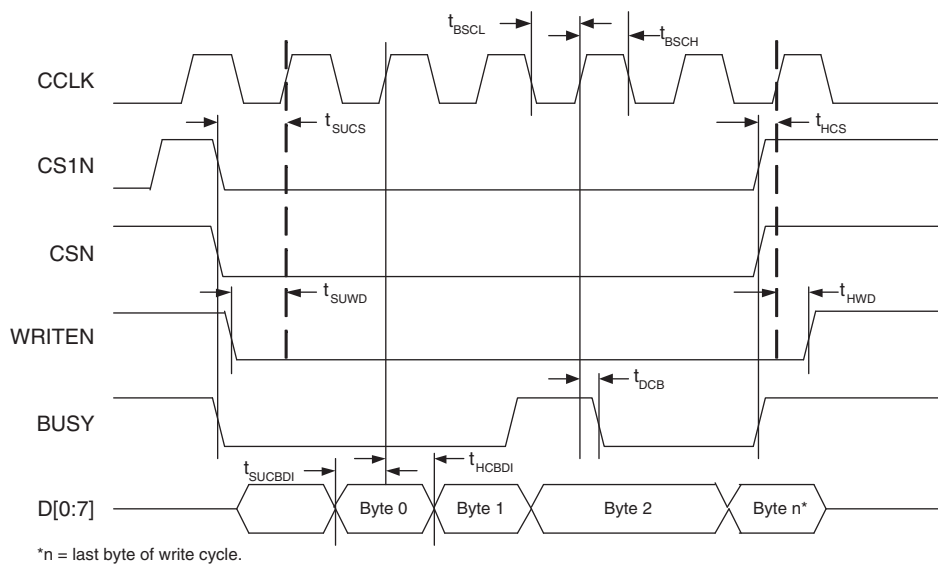 tBSCL
tBSCH
CCLK
tSUCS
tHCS
CS1N
CSN
tSUWD
tHWD
WRITEN
tDCB
BUSY
tSUCBDI
tHCBDI
D[0:7]
Byte 0
Byte 1
Byte 2
Byte n*
*n = last byte of write cycle.